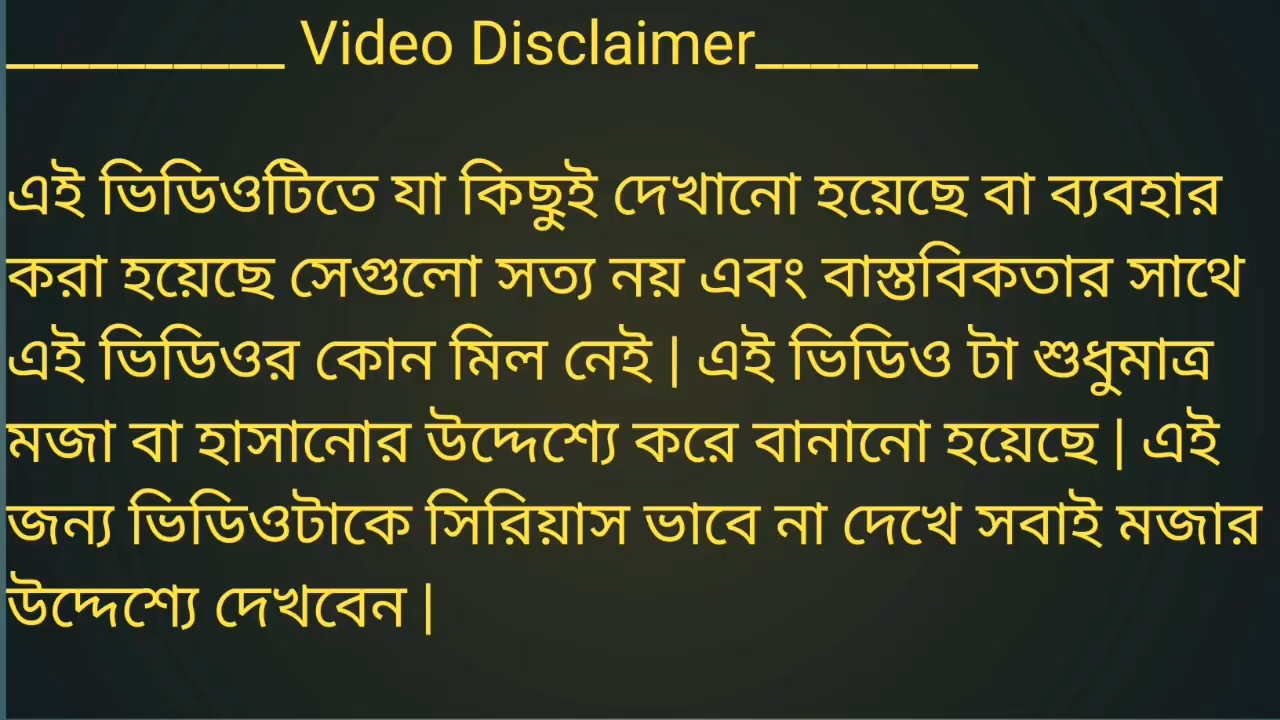 __________ Video Disclaimer________
এই ভিডিওটিতে যা কিছুই দেখানো হয়েছে বা ব্যবহার
করা হয়েছে সেগুলো সত্য নয় এবং বাস্তবিকতার সাথে
এই ভিডিওর কোন মিল নেই | এই ভিডিও টা শুধুমাত্র
মজা বা হাসানোর উদ্দেশ্যে করে বানানো হয়েছে | এই
জন্য ভিডিওটাকে সিরিয়াস ভাবে না দেখে সবাই মজার
উদ্দেশ্যে দেখবেন |